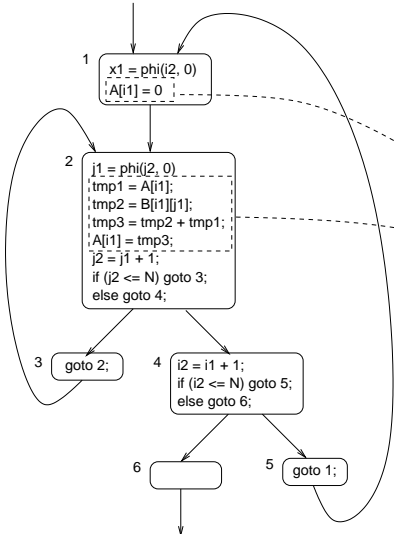 1
x1 = phi(i2, 0)
A[i1] = 0
2
j1 = phi(j2, 0)
tmp1 = A[i1];
tmp2 = B[i1][j1];
tmp3 = tmp2 + tmp1;
A[i1] = tmp3;
j2 = j1 + 1;
if (j2 <= N) goto 3;
else goto 4;
3
goto 2;
4
i2 = i1 + 1;
if (i2 <= N) goto 5;
else goto 6;
6
5
goto 1;